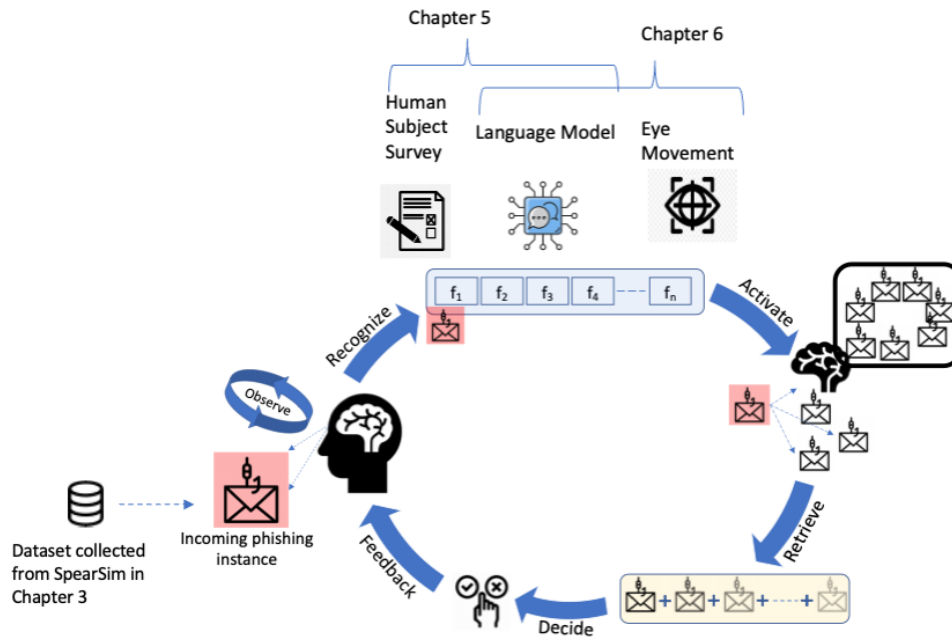 Chapter 5
Chapter 6
Human
Subject
Survey
Language Model
Eye
Movement
f1 f2 f3 f4 fn
Recognize
Activate
Observe
Incoming phishing
instance
Dataset collected
from SpearSim in
Chapter 3
Feedback
Retrieve
+ + + +
Decide